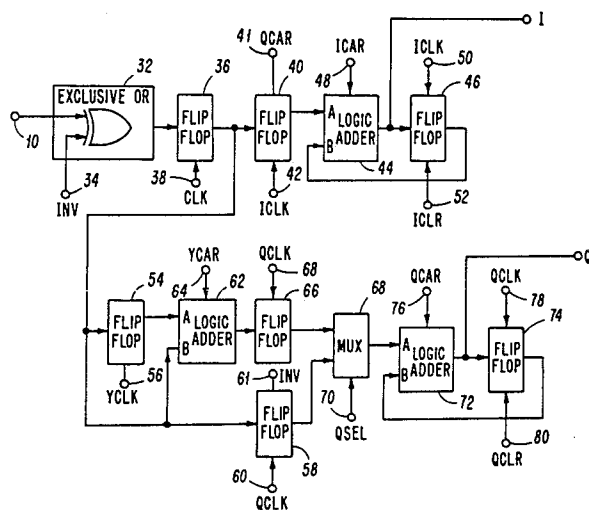 41 QCAR
ICAR
ICLK
I
32
36
40
48
50
46
EXCLUSIVE OR
FLIP FLOP
FLIP FLOP
A LOGIC
B ADDER
FLIP FLOP
10
34
INV
38
CLK
42
ICLK
44
52
ICLR
YCAR
QCLK
Q
54
64
62
68
66
68
QCAR
76
QCLK
78
74
FLIP FLOP
A LOGIC
B ADDER
FLIP FLOP
MUX
A LOGIC
B ADDER
FLIP FLOP
56
YCLK
61
INV
FLIP FLOP
70
QSEL
72
60
QCLK
58
80
QCLR